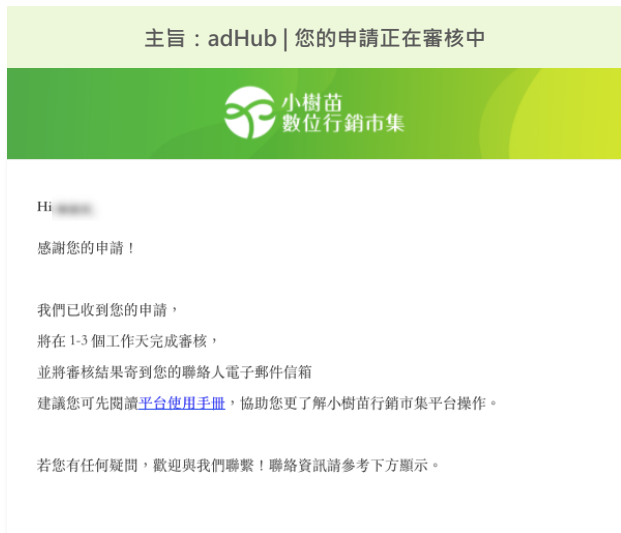 主旨：adHub | 您的申請正在審核中
小樹苗
數位行銷市集
Hi
感謝您的申請！
我們已收到您的申請，
將在 1-3 個工作天完成審核，
並將審核結果寄到您的聯絡人電子郵件信箱
建議您可先閱讀平台使用手冊，協助您更了解小樹苗行銷市集平台操作。
若您有任何疑問，歡迎與我們聯繫！聯絡資訊請參考下方顯示。